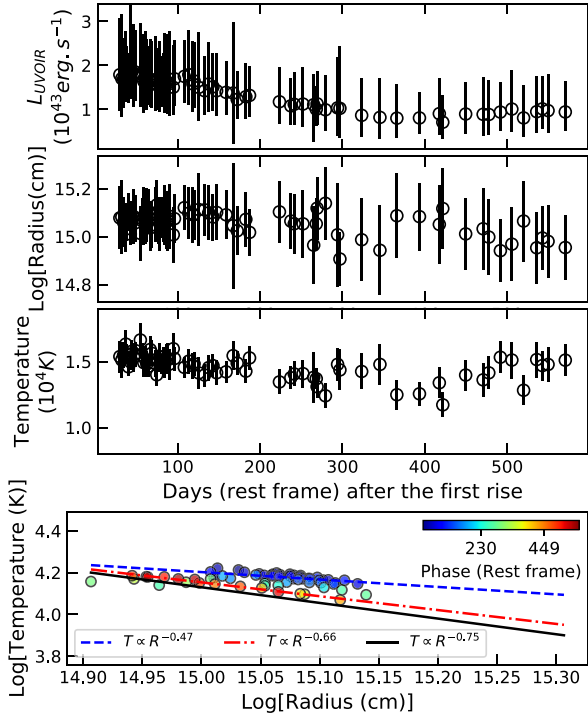 L_{UVOIR}
(10^{43}erg.s^{-1})
3
2
1
Log[Radius(cm)]
15.2
15.0
14.8
Temperature
(10^4K)
1.5
1.0
100 200 300 400 500
Days (rest frame) after the first rise
Log[Temperature (K)]
4.4
4.2
4.0
3.8
230 449
Phase (Rest frame)
T ∝ R^{-0.47} T ∝ R^{-0.66} T ∝ R^{-0.75}
14.90 14.95 15.00 15.05 15.10 15.15 15.20 15.25 15.30
Log[Radius (cm)]